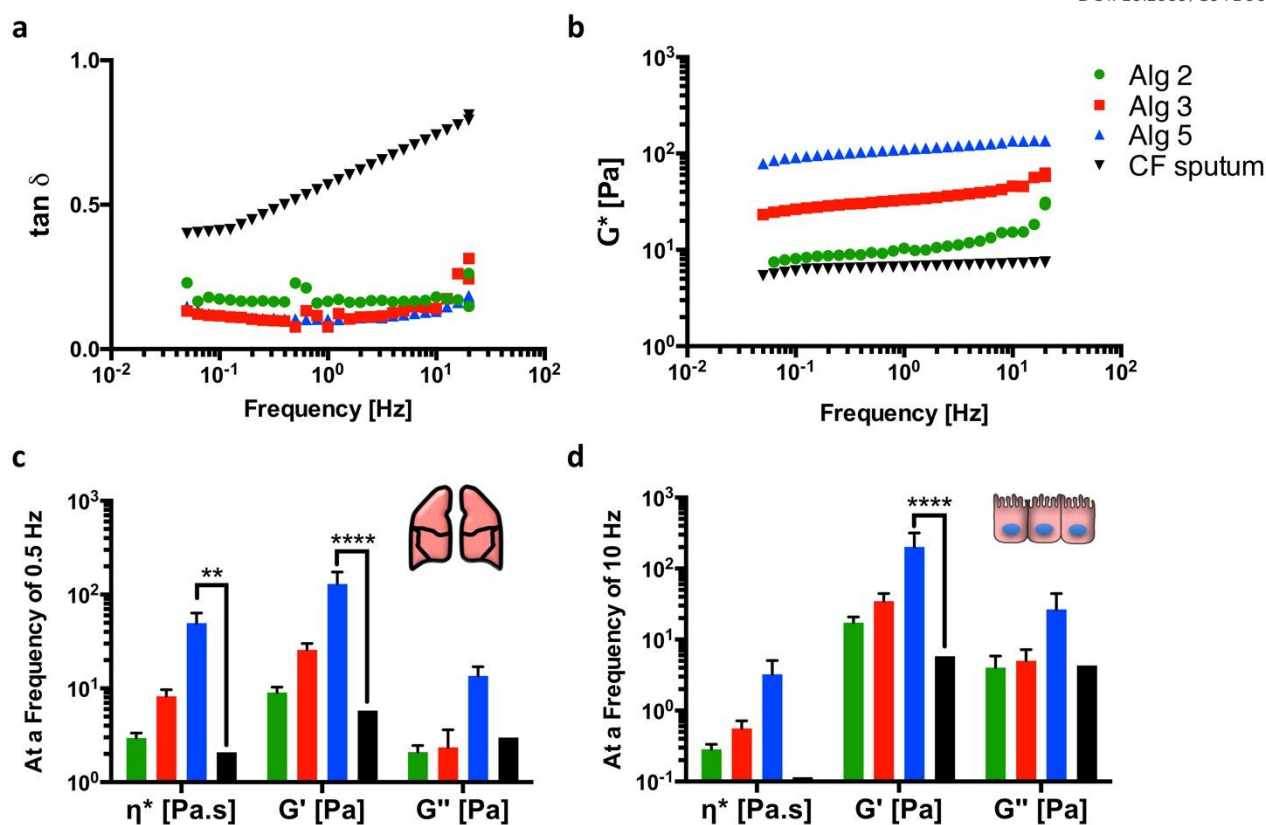 a
1.0
0.5
0.0
tan δ
10-2 10-1 100 101 102
Frequency [Hz]
b
103
102
101
100
G* [Pa]
10-2 10-1 100 101 102
Frequency [Hz]
Alg 2
Alg 3
Alg 5
CF sputum
c
At a Frequency of 0.5 Hz
103
102
101
100
**
****
η* [Pa.s] G' [Pa] G'' [Pa]
d
At a Frequency of 10 Hz
103
102
101
100
10-1
****
η* [Pa.s] G' [Pa] G'' [Pa]